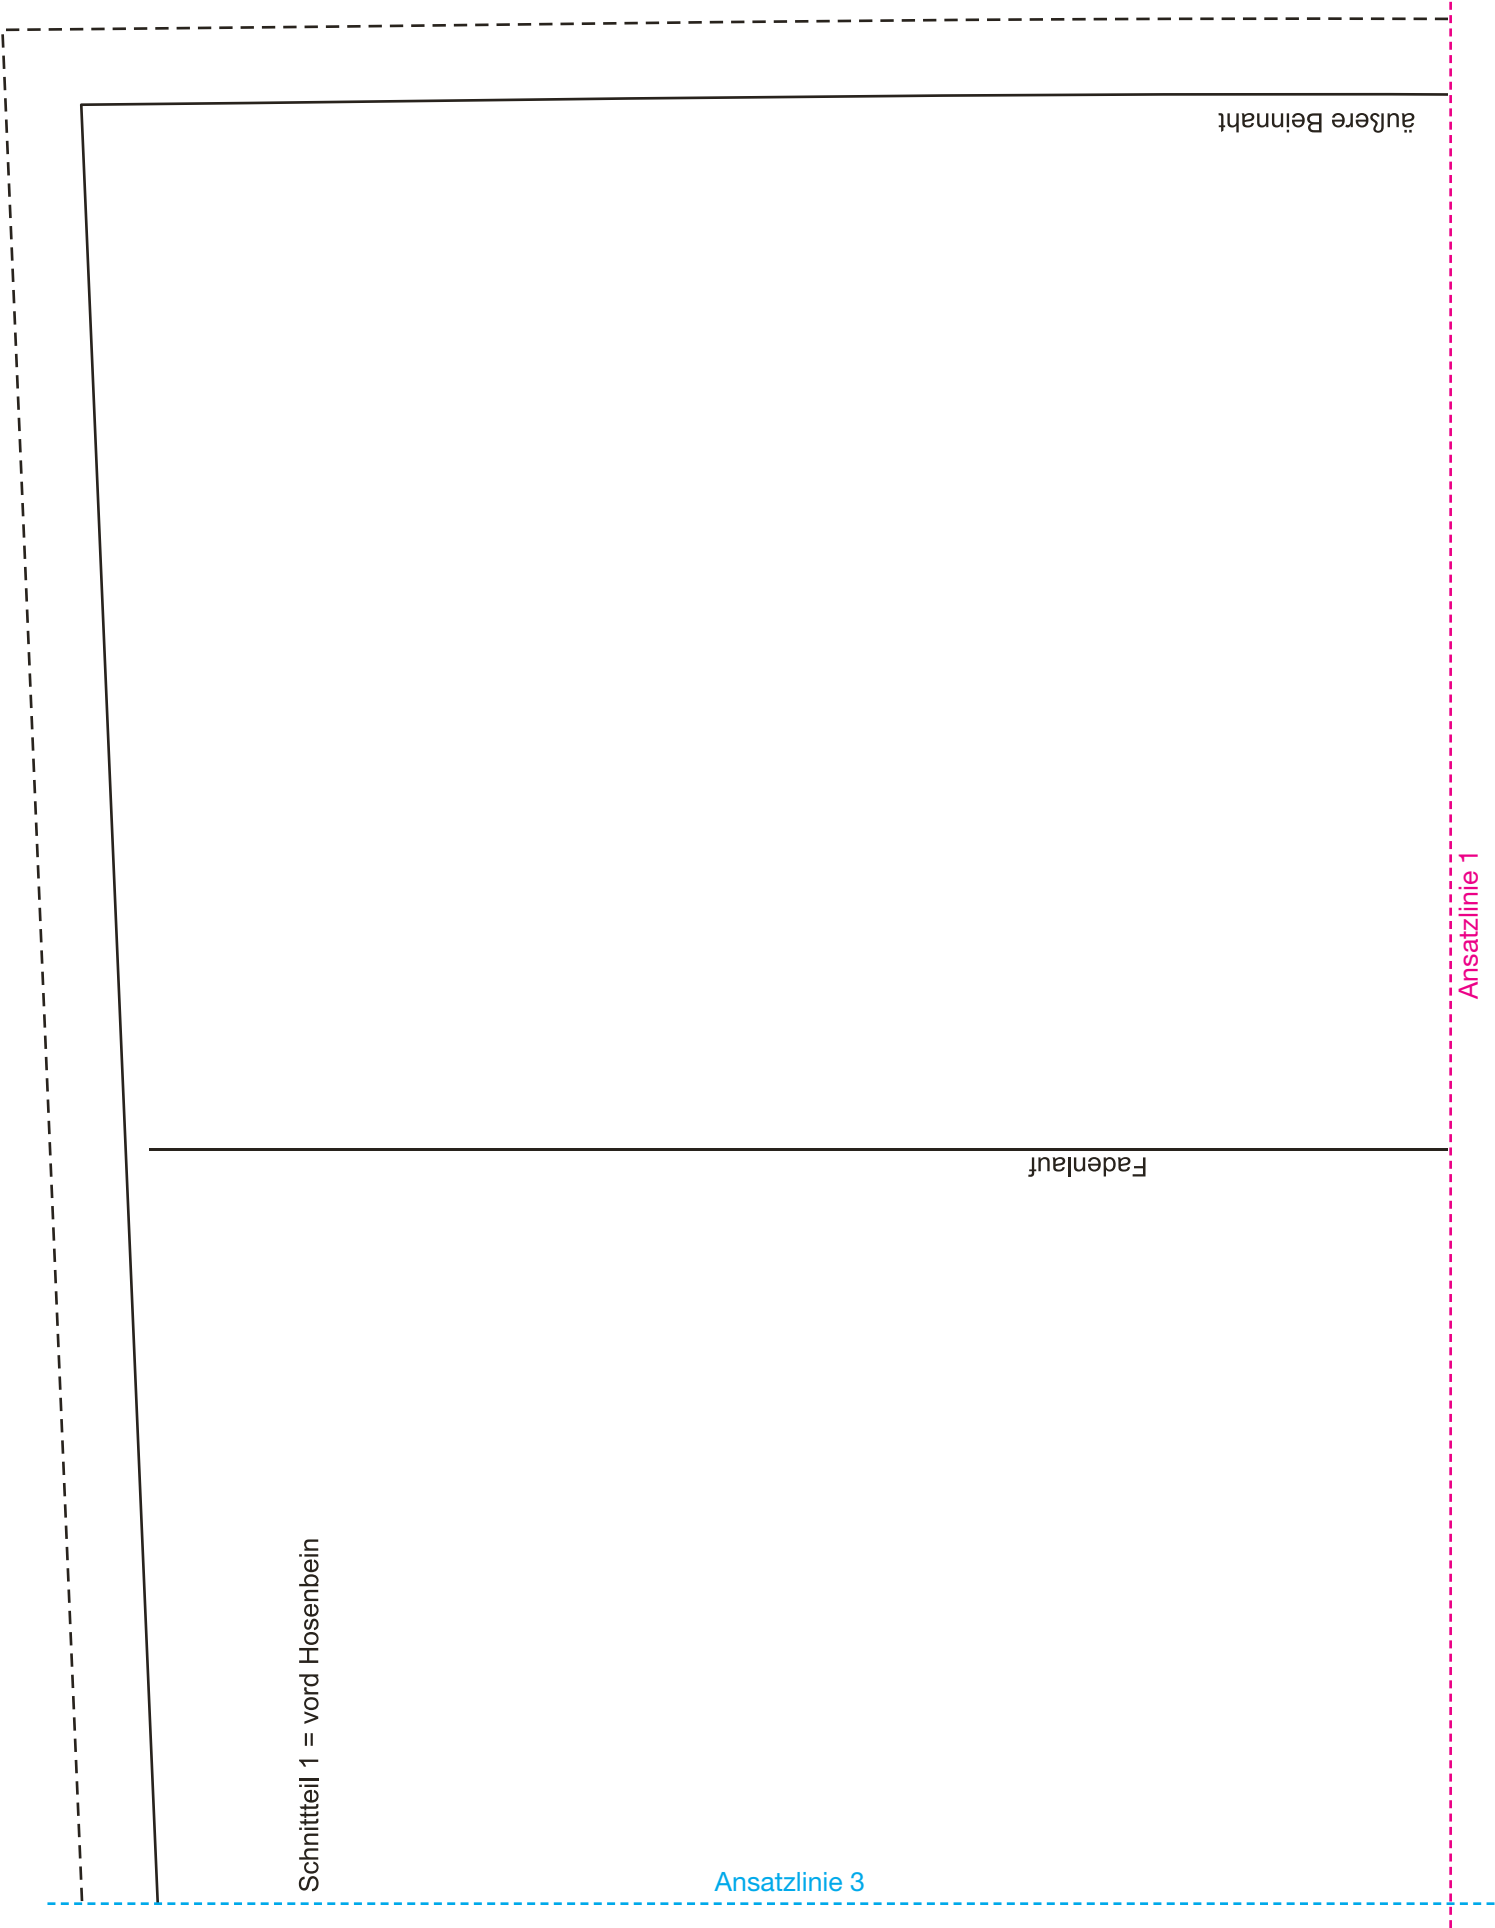 äußere Beinnaht
Ansatzlinie 1
Fadenlauf
Schnittteil 1 = vord Hosenbein
Ansatzlinie 3